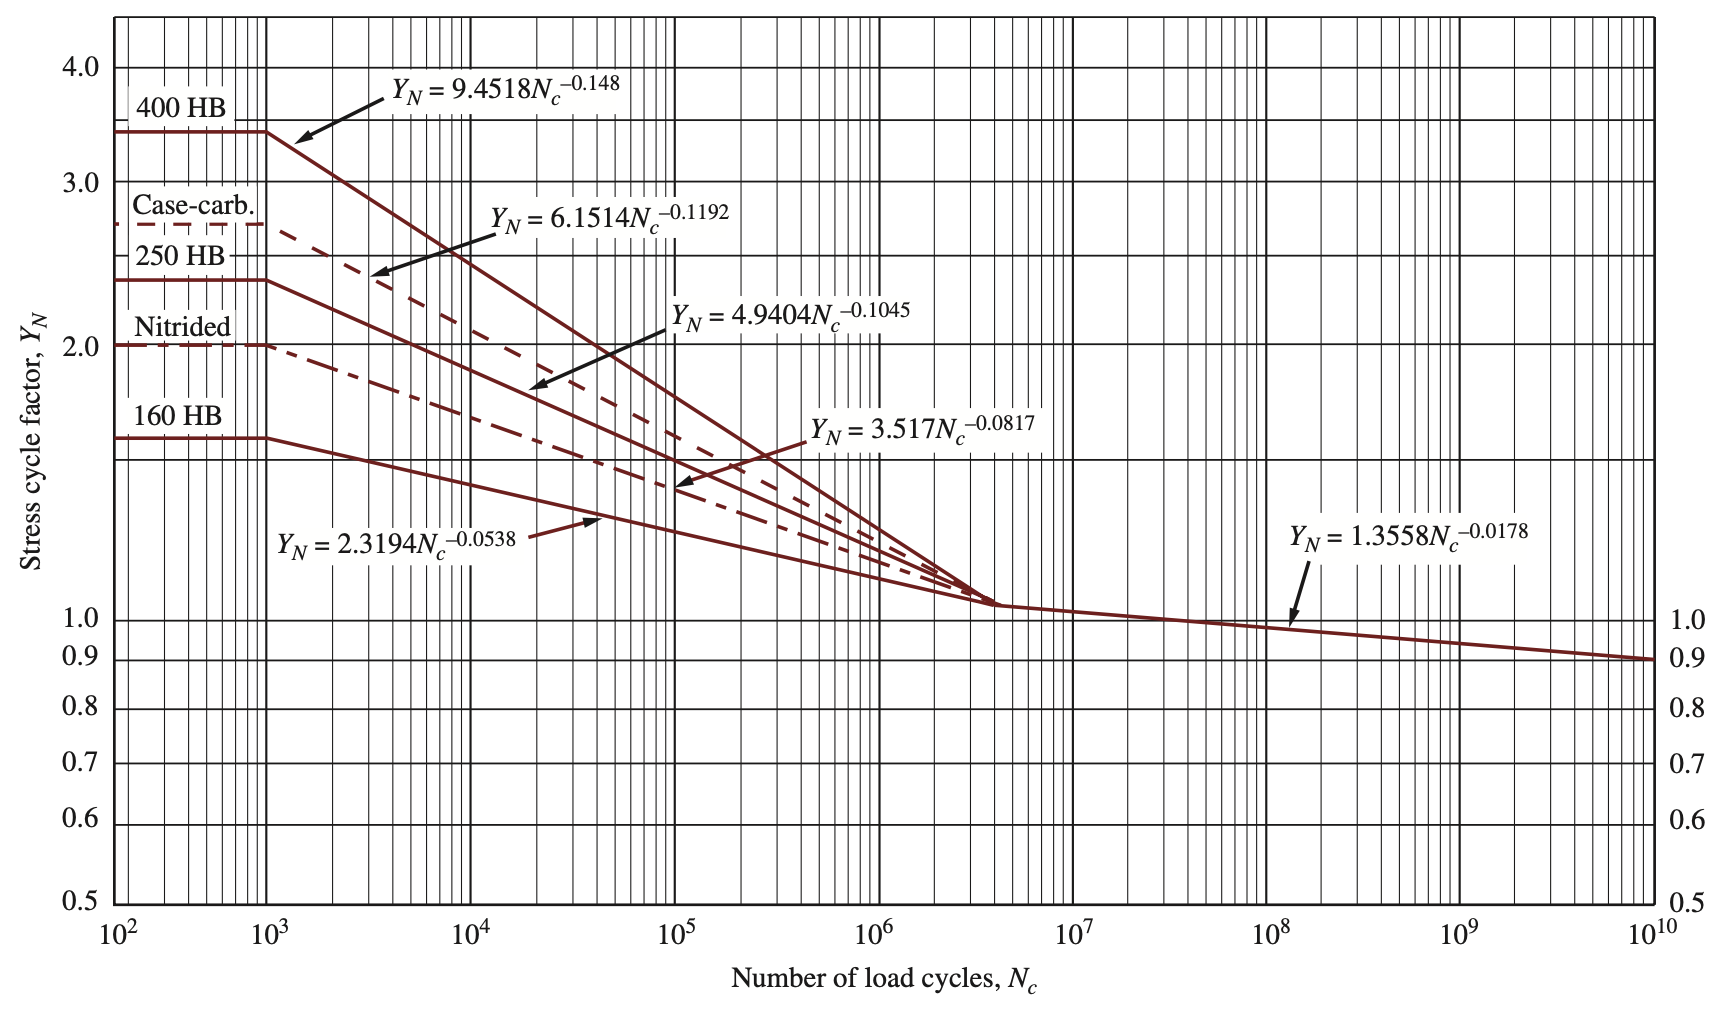 4.0
3.0
2.0
1.0
0.9
0.8
0.7
0.6
0.5
Stress cycle factor, Y_N
400 HB
Case-carb.
250 HB
Nitrided
160 HB
Y_N = 9.4518N_c^–0.148
Y_N = 6.1514N_c^–0.1192
Y_N = 4.9404N_c^–0.1045
Y_N = 3.517N_c^–0.0817
Y_N = 2.3194N_c^–0.0538
Y_N = 1.3558N_c^–0.0178
1.0
0.9
0.8
0.7
0.6
0.5
10^2 10^3 10^4 10^5 10^6 10^7 10^8 10^9 10^10
Number of load cycles, N_c